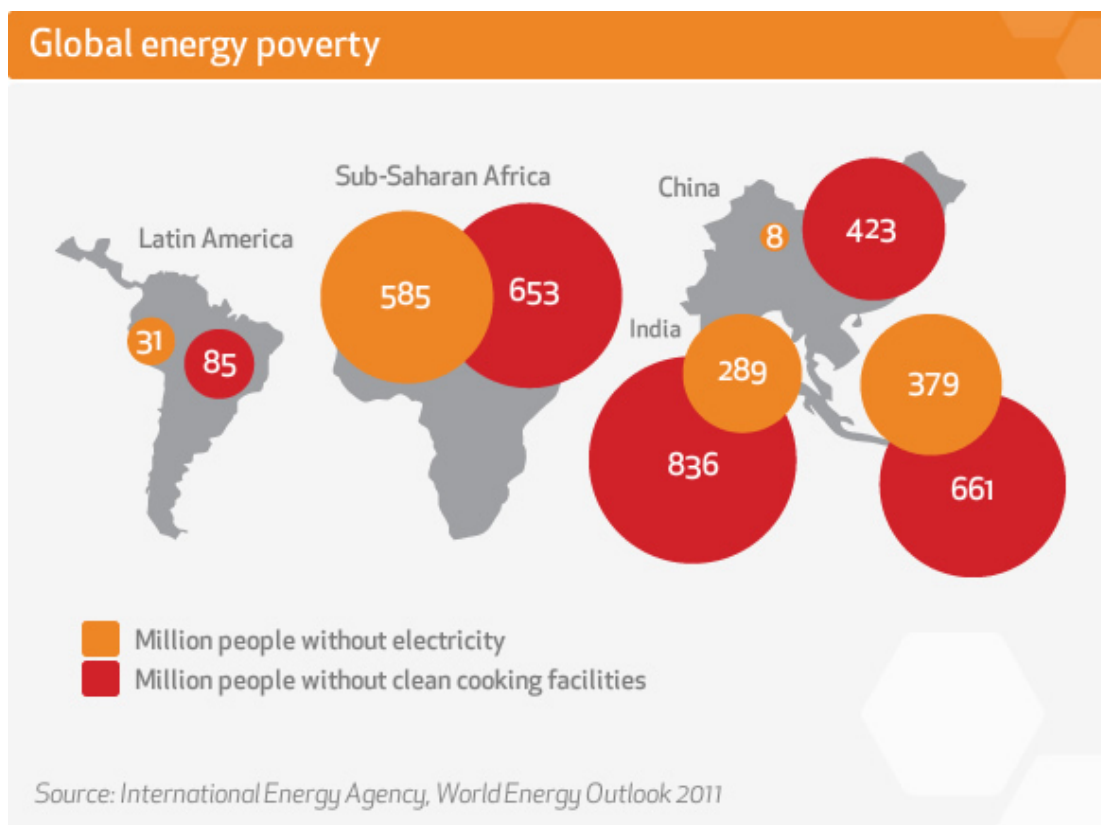 Global energy poverty
Latin America
31
85
Sub-Saharan Africa
585
653
China
8
423
India
289
836
379
661
Million people without electricity
Million people without clean cooking facilities
Source: International Energy Agency, World Energy Outlook 2011